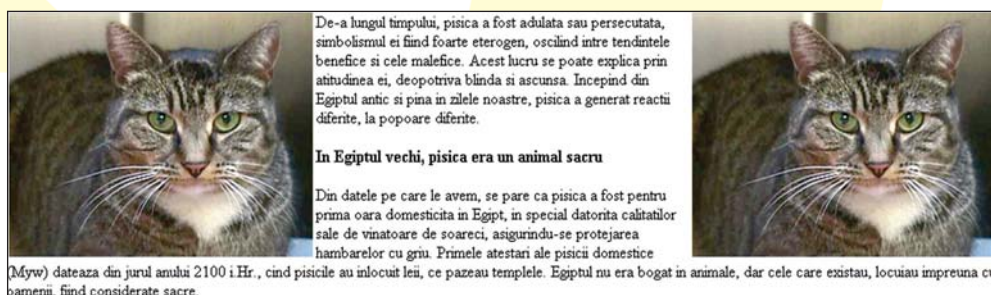 De-a lungul timpului, pisica a fost adulata sau persecutata,
simbolismul ei fiind foarte eterogen, oscilind intre tendintele
benefice si cele malefice. Acest lucru se poate explica prin
atitudinea ei, deopotriva blinda si ascunsa. Incepind din
Egiptul antic si pina in zilele noastre, pisica a generat reactii
diferite, la popoare diferite.
In Egiptul vechi, pisica era un animal sacru
Din datele pe care le avem, se pare ca pisica a fost pentru
prima oara domesticita in Egipt, in special datorita calitatilor
sale de vinatoare de soareci, asigurindu-se protejarea
hambarelor cu griu. Primele atestari ale pisicii domestice
(Myw) dateaza din jurul anului 2100 i.Hr., cind pisicile au inlocuit leii, ce pazeau templele. Egiptul nu era bogat in animale, dar cele care existau, locuiau impreuna cu
oamenii, fiind considerate sacre.